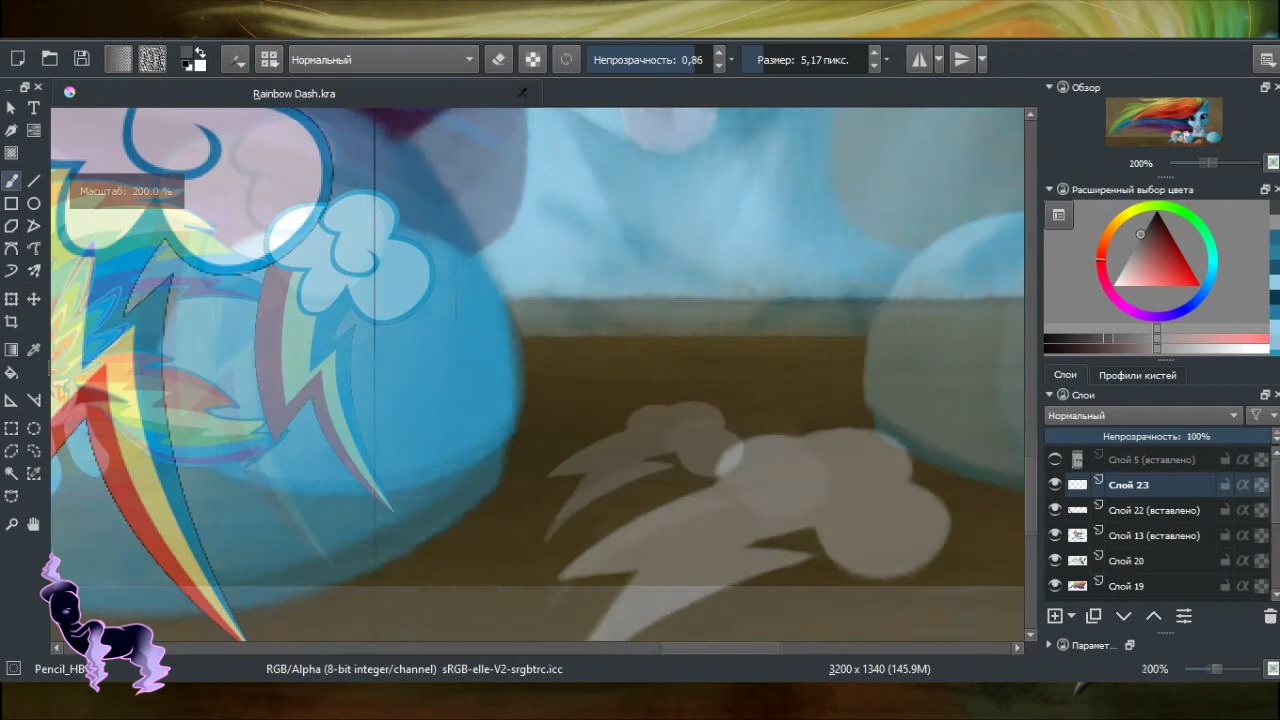 Нормальный
Непрозрачность: 0,86
Размер: 5,17 пикс.
Rainbow Dash.kra
Обзор
Масштаб: 200.0 %
200%
Расширенный выбор цвета
Слои
Профили кистей
Слои
Нормальный
Непрозрачность: 100%
Слой 5 (вставлено)
Слой 23
Слой 22 (вставлено)
Слой 13 (вставлено)
Слой 20
Слой 19
Парамет...
Pencil_HB
RGB/Alpha (8-bit integer/channel) sRGB-elle-V2-srgbtrc.icc
3200 x 1340 (145.9M)
200%